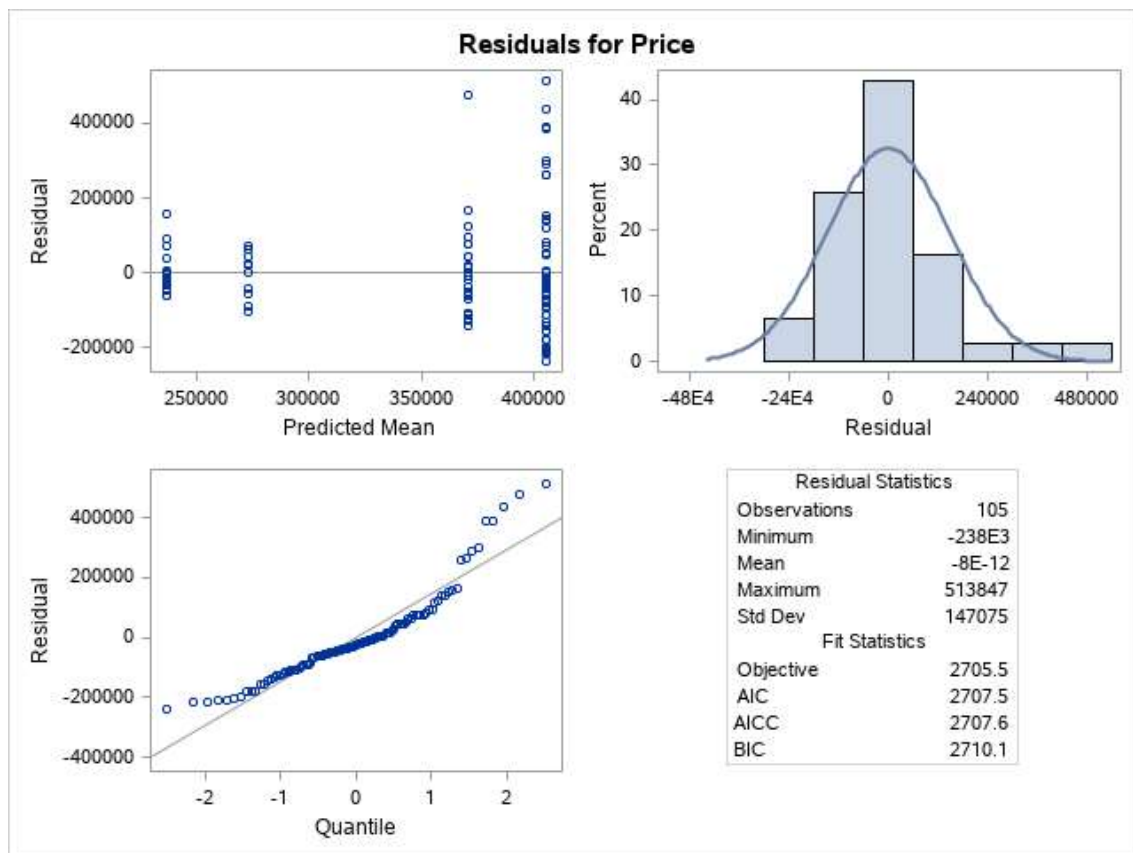 Residuals for Price
Residual
400000
200000
0
-200000
250000
300000
350000
400000
Predicted Mean
Percent
40
30
20
10
0
-48E4
-24E4
0
240000
480000
Residual
Residual
400000
200000
0
-200000
-400000
-2
-1
0
1
2
Quantile
Residual Statistics
Observations 105
Minimum -238E3
Mean -8E-12
Maximum 513847
Std Dev 147075
Fit Statistics
Objective 2705.5
AIC 2707.5
AICC 2707.6
BIC 2710.1